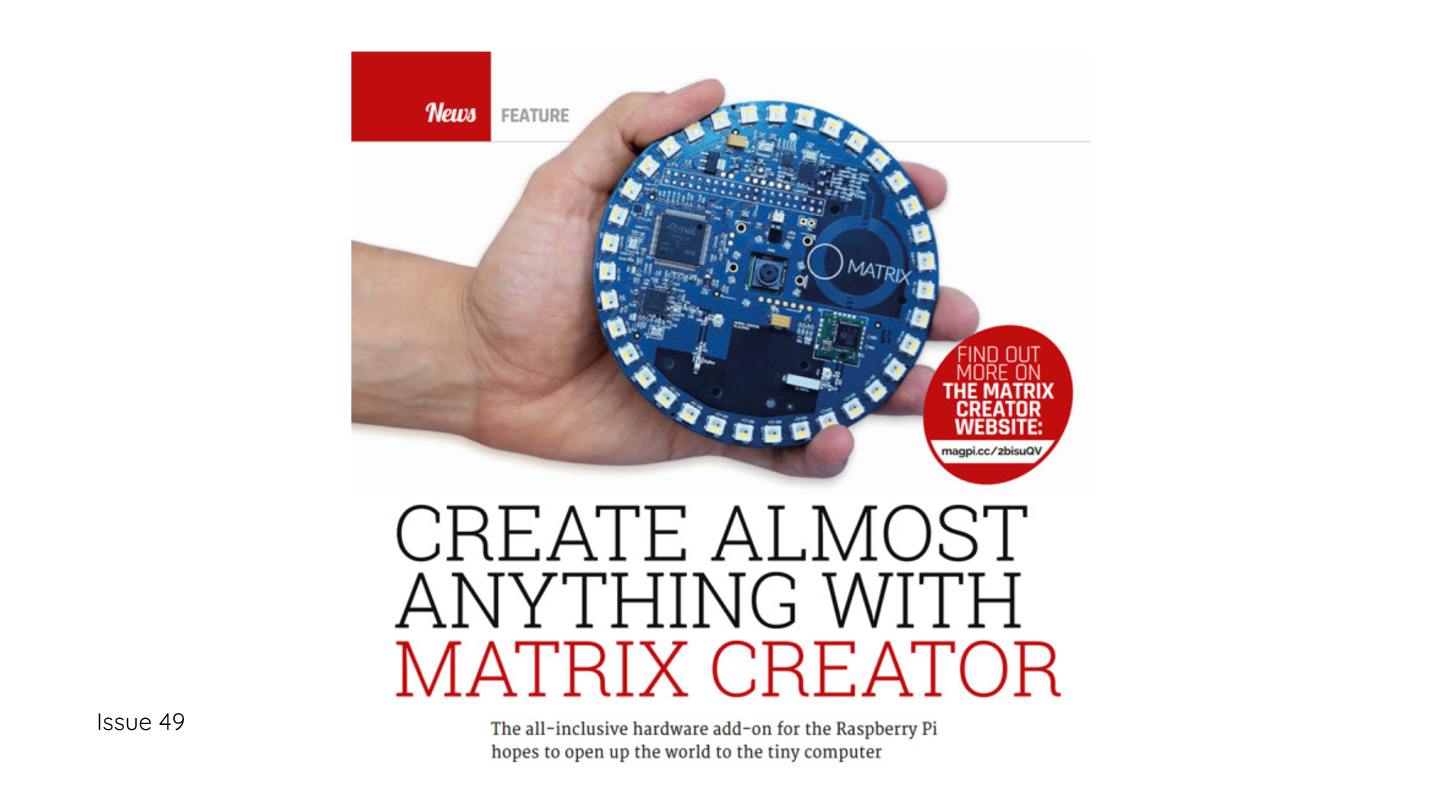 News FEATURE
Atmel
MATRIX
FIND OUT
MORE ON
THE MATRIX
CREATOR
WEBSITE:
magpi.cc/2bisuQV
CREATE ALMOST
ANYTHING WITH
MATRIX CREATOR
Issue 49
The all-inclusive hardware add-on for the Raspberry Pi
hopes to open up the world to the tiny computer